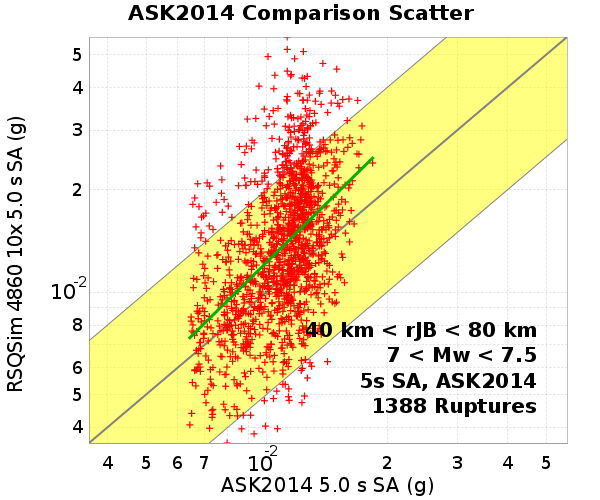 ASK2014 Comparison Scatter
RSQSim 4860 10x 5.0 s SA (g)
5
4
3
2
10-2
8
6
5
4
40 km < rJB < 80 km
7 < Mw < 7.5
5s SA, ASK2014
1388 Ruptures
4 5 6 7 10-2 2 3 4 5
ASK2014 5.0 s SA (g)